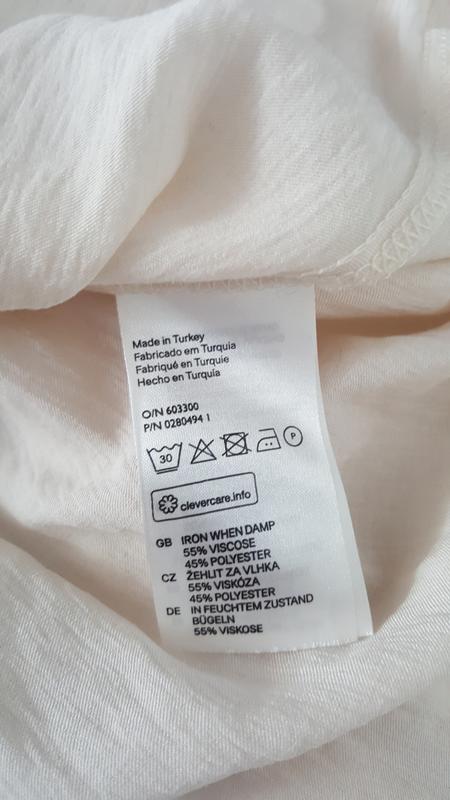 Made in Turkey
Fabricado em Turquia
Fabriqué en Turquie
Hecho en Turquía
O/N 603300
P/N 0280494 1
30
P
clevercare.info
GB IRON WHEN DAMP
55% VISCOSE
45% POLYESTER
CZ ŽEHLIT ZA VLHKA
55% VISKÓZA
45% POLYESTER
DE IN FEUCHTEM ZUSTAND
BÜGELN
55% VISKOSE